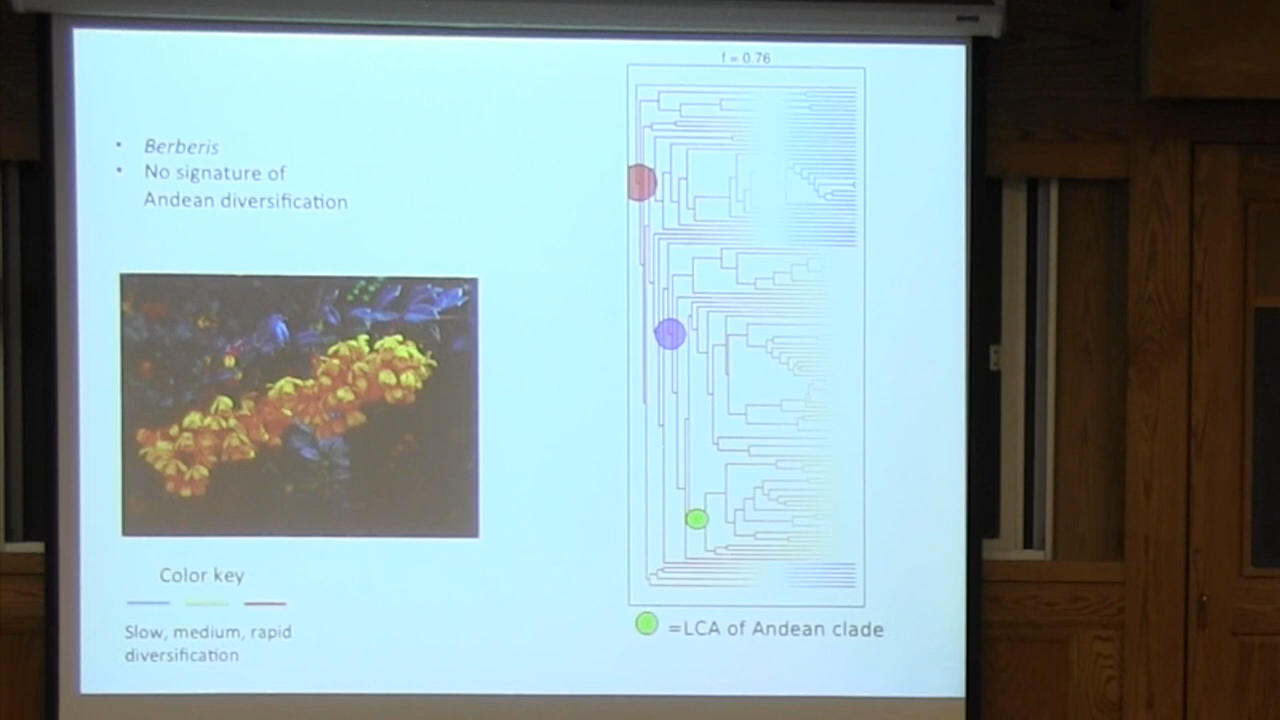 f = 0.76
• Berberis
• No signature of
Andean diversification
Color key
Slow, medium, rapid
diversification
=LCA of Andean clade